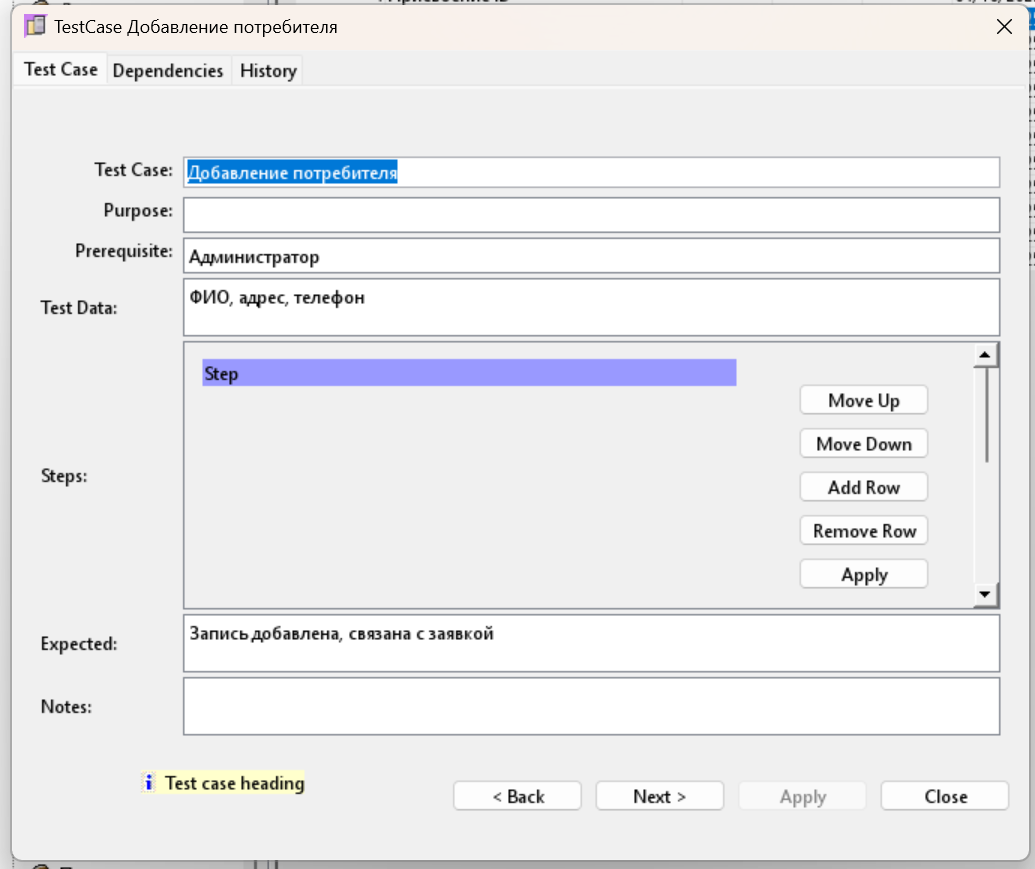 TestCase Добавление потребителя
Test Case Dependencies History
Test Case: Добавление потребителя
Purpose:
Prerequisite: Администратор
Test Data: ФИО, адрес, телефон
Step
Move Up
Move Down
Steps:
Add Row
Remove Row
Apply
Expected: Запись добавлена, связана с заявкой
Notes:
i Test case heading
< Back Next > Apply Close